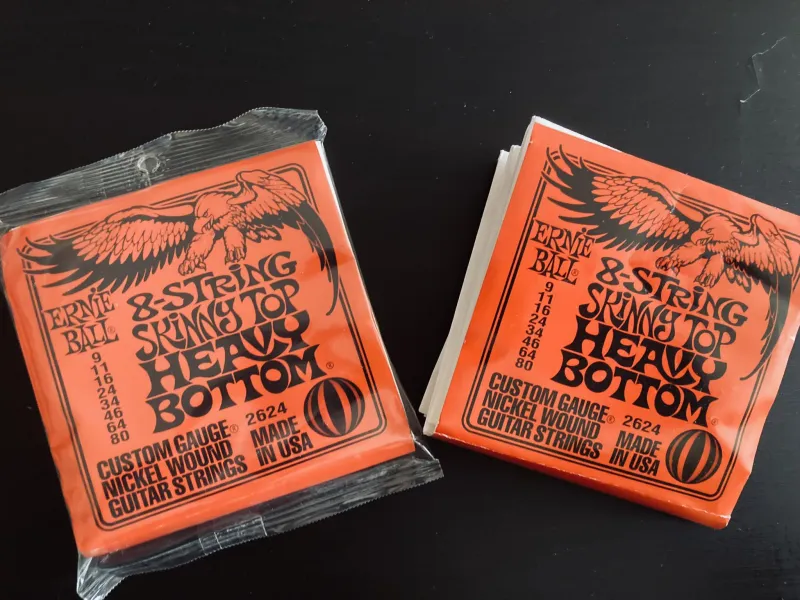 ERNIE
BALL®
8-STRING
SKINNY TOP
HEAVY
BOTTOM®
9
11
16
24
34
46
64
80
CUSTOM GAUGE®
NICKEL WOUND
GUITAR STRINGS
2624
MADE
IN USA
ERNIE
BALL®
8-STRING
SKINNY TOP
HEAVY
BOTTOM®
9
11
16
24
34
46
64
80
CUSTOM GAUGE®
NICKEL WOUND
GUITAR STRINGS
2624
MADE
IN USA